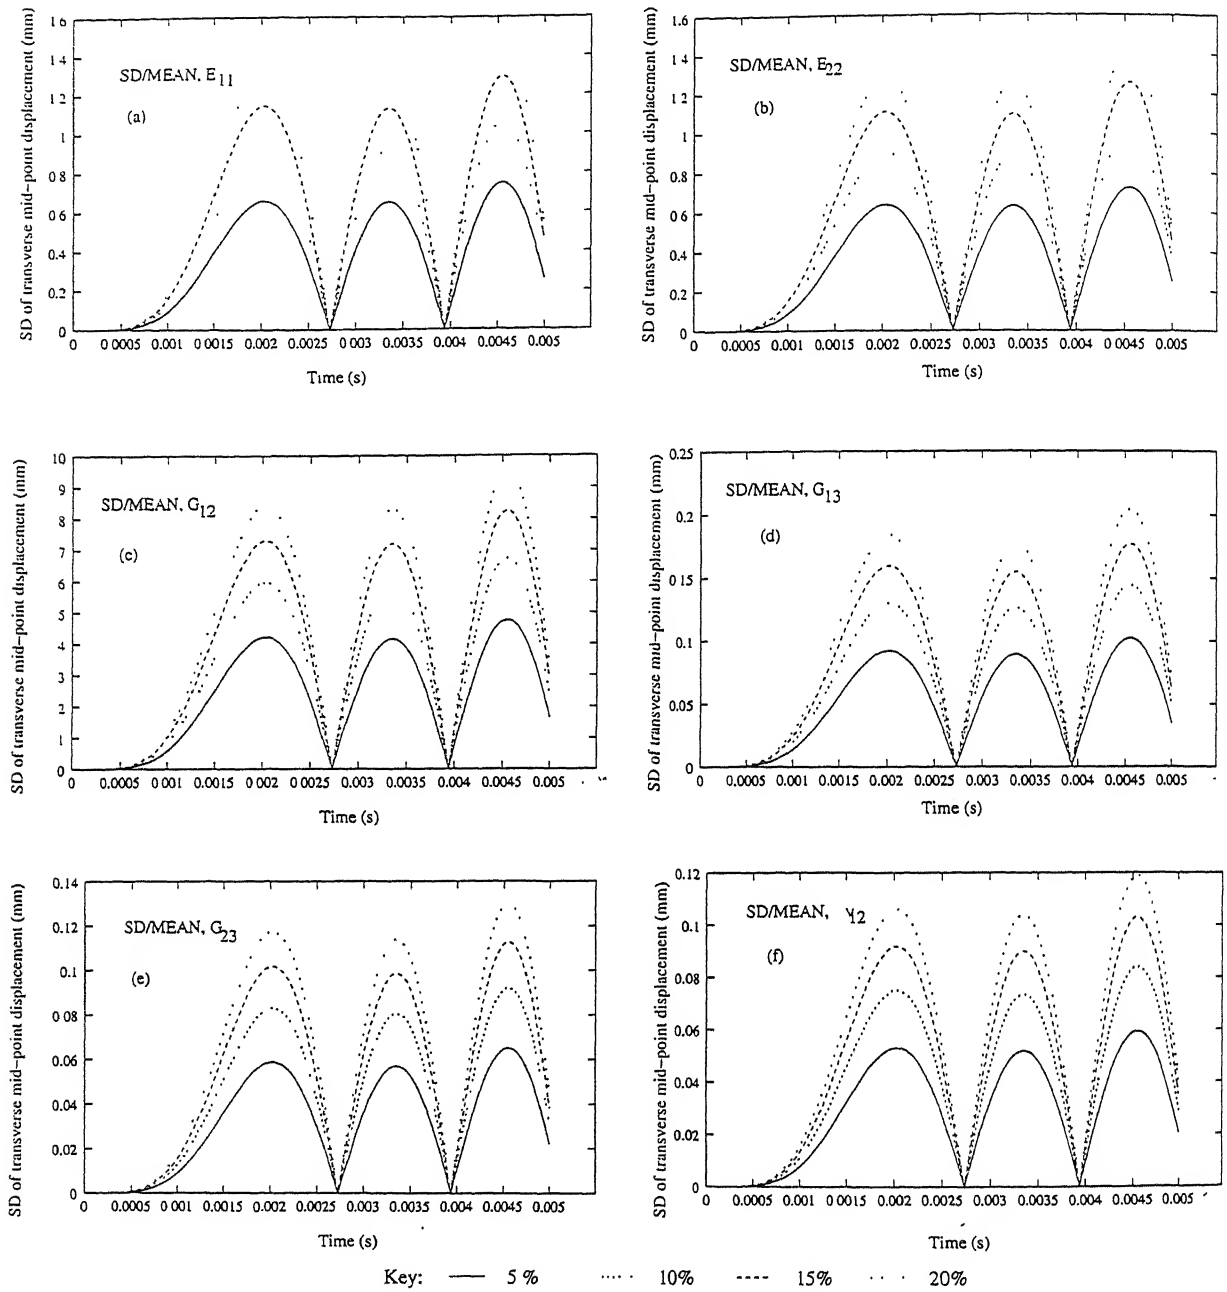 SD of transverse mid-point displacement (mm)
1.6
1 4
1 2
1
0.8
0 6
0.4
0.2
0
SD/MEAN, E11
(a)
0 0 0005 0.001 0 0015 0.002 0.0025 0 003 0.0035 0.004 0.0045 0.005
Time (s)
SD of transverse mid-point displacement (mm)
1.6
1.4
1.2
1
0.8
0.6
0.4
0.2
0
SD/MEAN, E22
(b)
0 0.0005 0.001 0.0015 0.002 0.0025 0.003 0.0035 0.004 0.0045 0.005
Time (s)
SD of transverse mid-point displacement (mm)
10
9
8
7
6
5
4
3
2
1
0
SD/MEAN, G12
(c)
0 0.0005 0.001 0.0015 0.002 0.0025 0.003 0.0035 0.004 0.0045 0.005
Time (s)
SD of transverse mid-point displacement (mm)
0.25
0.2
0.15
0.1
0.05
0
SD/MEAN, G13
(d)
0 0.0005 0.001 0.0015 0.002 0.0025 0.003 0.0035 0.004 0.0045 0.005
Time (s)
SD of transverse mid-point displacement (mm)
0.14
0.12
0.1
0.08
0.06
0.04
0.02
0
SD/MEAN, G23
(e)
0 0.0005 0.001 0.0015 0.002 0.0025 0.003 0.0035 0.004 0.0045 0.005
Time (s)
SD of transverse mid-point displacement (mm)
0.12
0.1
0.08
0.06
0.04
0.02
0
SD/MEAN, 12
(f)
0 0.0005 0.001 0.0015 0.002 0.0025 0.003 0.0035 0.004 0.0045 0.005
Time (s)
Key: 5 % 10% 15% 20%